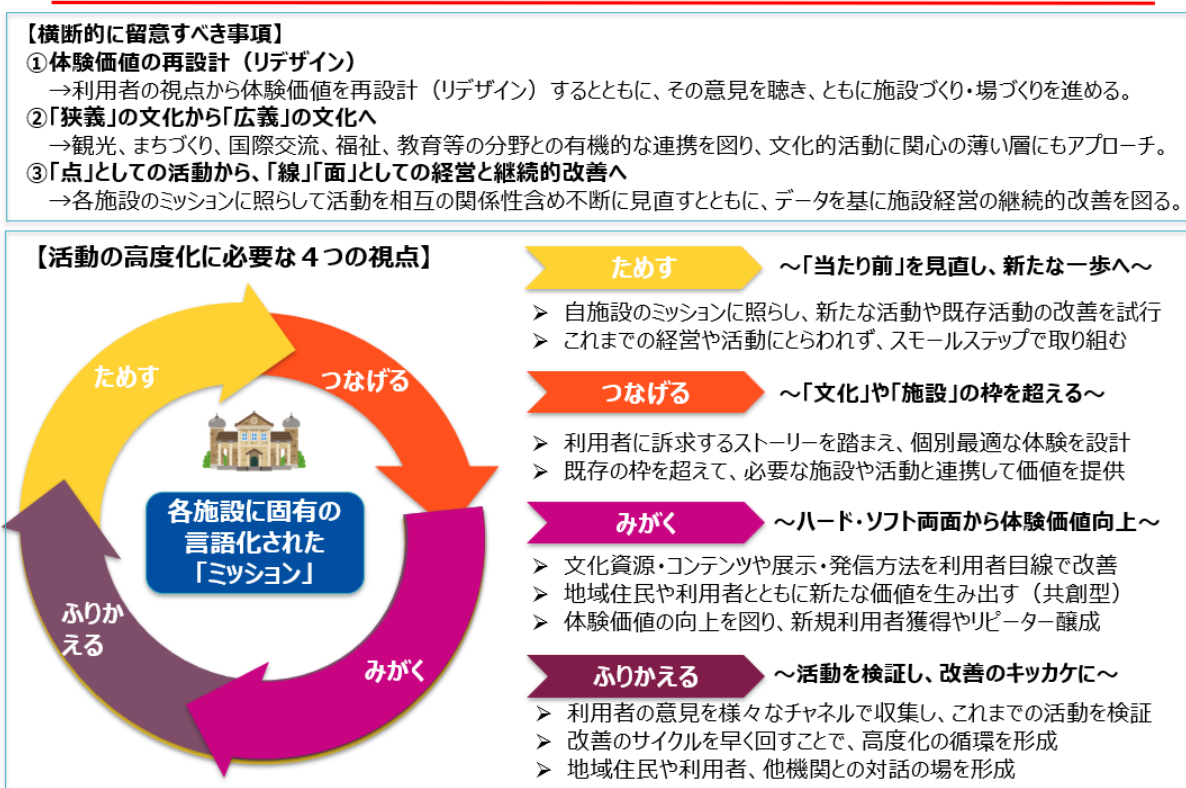 【横断的に留意すべき事項】
①体験価値の再設計（リデザイン）
→利用者の視点から体験価値を再設計（リデザイン）するとともに、その意見を聴き、ともに施設づくり・場づくりを進める。
②「狭義」の文化から「広義」の文化へ
→観光、まちづくり、国際交流、福祉、教育等の分野との有機的な連携を図り、文化的活動に関心の薄い層にもアプローチ。
③「点」としての活動から、「線」「面」としての経営と継続的改善へ
→各施設のミッションに照らして活動を相互の関係性含め不断に見直すとともに、データを基に施設経営の継続的改善を図る。
【活動の高度化に必要な４つの視点】
ためす
つなげる
みがく
ふりか
える
各施設に固有の
言語化された
「ミッション」
ためす ～「当たり前」を見直し、新たな一歩へ～
➢ 自施設のミッションに照らし、新たな活動や既存活動の改善を試行
➢ これまでの経営や活動にとらわれず、スモールステップで取り組む
つなげる ～「文化」や「施設」の枠を超える～
➢ 利用者に訴求するストーリーを踏まえ、個別最適な体験を設計
➢ 既存の枠を超えて、必要な施設や活動と連携して価値を提供
みがく ～ハード・ソフト両面から体験価値向上～
➢ 文化資源・コンテンツや展示・発信方法を利用者目線で改善
➢ 地域住民や利用者とともに新たな価値を生み出す（共創型）
➢ 体験価値の向上を図り、新規利用者獲得やリピーター醸成
ふりかえる ～活動を検証し、改善のキッカケに～
➢ 利用者の意見を様々なチャネルで収集し、これまでの活動を検証
➢ 改善のサイクルを早く回すことで、高度化の循環を形成
➢ 地域住民や利用者、他機関との対話の場を形成